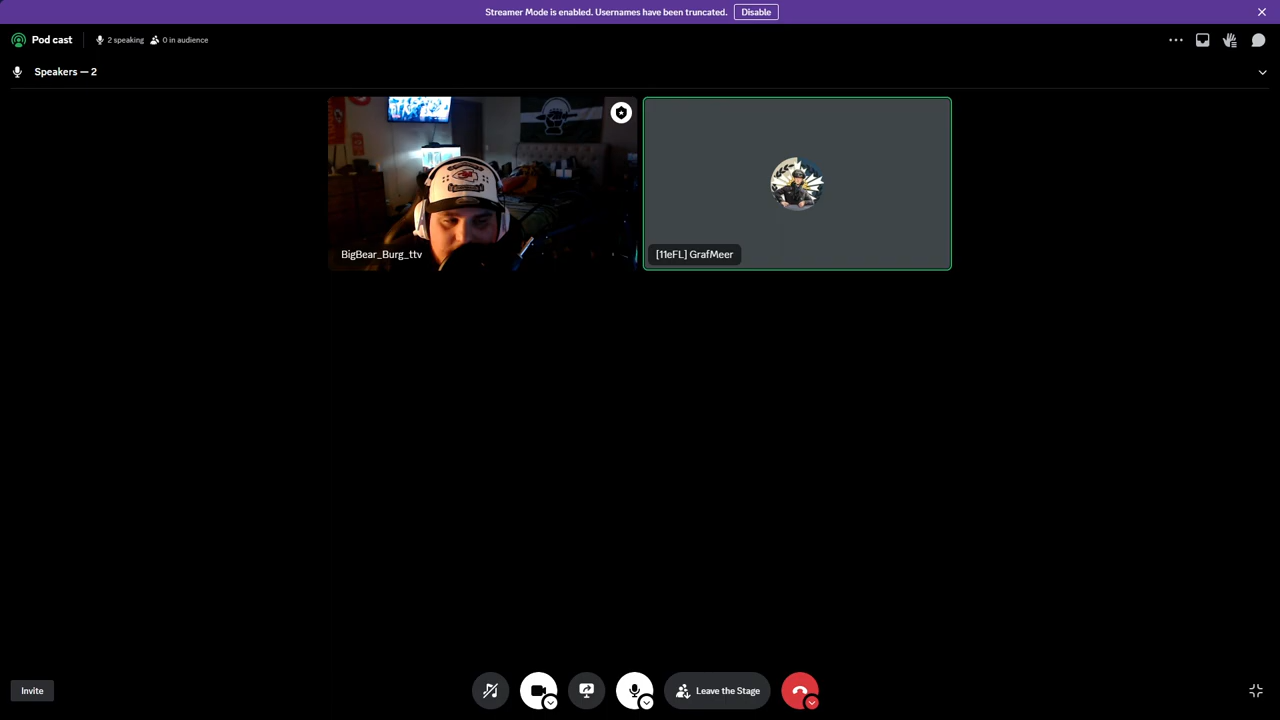 Streamer Mode is enabled. Usernames have been truncated. Disable
Pod cast 2 speaking 0 in audience
Speakers — 2
BigBear_Burg_ttv
[11eFL] GrafMeer
Invite
Leave the Stage